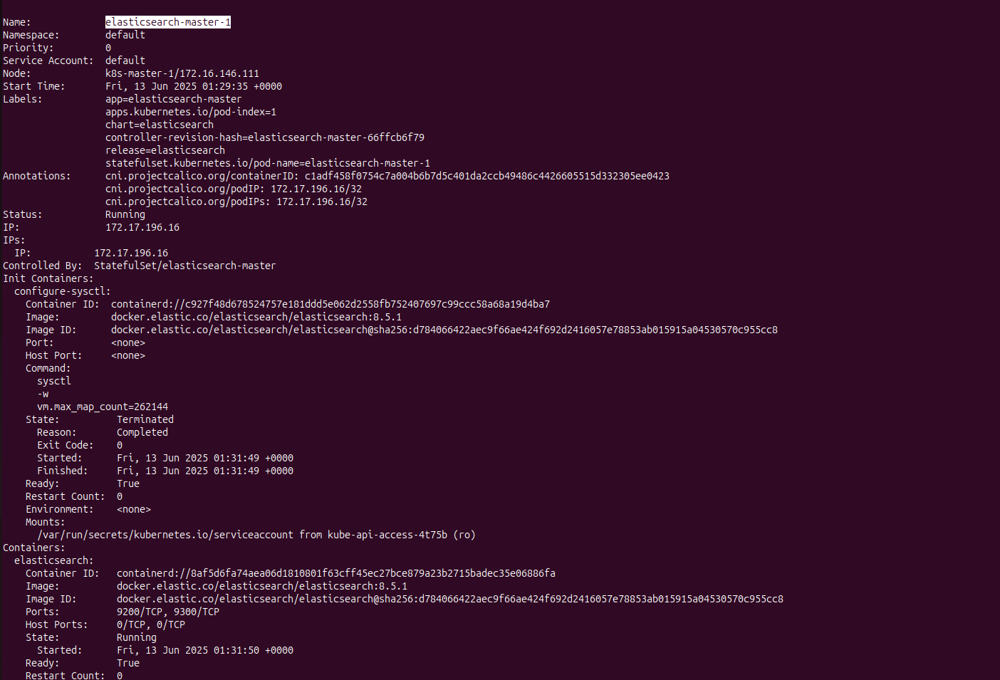 Name:             elasticsearch-master-1
Namespace:        default
Priority:         0
Service Account:  default
Node:             k8s-master-1/172.16.146.111
Start Time:       Fri, 13 Jun 2025 01:29:35 +0000
Labels:           app=elasticsearch-master
                  apps.kubernetes.io/pod-index=1
                  chart=elasticsearch
                  controller-revision-hash=elasticsearch-master-66ffcb6f79
                  release=elasticsearch
                  statefulset.kubernetes.io/pod-name=elasticsearch-master-1
Annotations:      cni.projectcalico.org/containerID: c1adf458f0754c7a004b6b7d5c401da2ccb49486c4426605515d332305ee0423
                  cni.projectcalico.org/podIP: 172.17.196.16/32
                  cni.projectcalico.org/podIPs: 172.17.196.16/32
Status:           Running
IP:               172.17.196.16
IPs:
  IP:           172.17.196.16
Controlled By:  StatefulSet/elasticsearch-master
Init Containers:
  configure-sysctl:
    Container ID:  containerd://c927f48d678524757e181ddd5e062d2558fb752407697c99ccc58a68a19d4ba7
    Image:         docker.elastic.co/elasticsearch/elasticsearch:8.5.1
    Image ID:      docker.elastic.co/elasticsearch/elasticsearch@sha256:d784066422aec9f66ae424f692d2416057e78853ab015915a04530570c955cc8
    Port:          <none>
    Host Port:     <none>
    Command:
      sysctl
      -w
      vm.max_map_count=262144
    State:          Terminated
      Reason:       Completed
      Exit Code:    0
      Started:      Fri, 13 Jun 2025 01:31:49 +0000
      Finished:     Fri, 13 Jun 2025 01:31:49 +0000
    Ready:          True
    Restart Count:  0
    Environment:    <none>
    Mounts:
      /var/run/secrets/kubernetes.io/serviceaccount from kube-api-access-4t75b (ro)
Containers:
  elasticsearch:
    Container ID:   containerd://8af5d6fa74aea06d1810801f63cff45ec27bce879a23b2715badec35e06886fa
    Image:          docker.elastic.co/elasticsearch/elasticsearch:8.5.1
    Image ID:       docker.elastic.co/elasticsearch/elasticsearch@sha256:d784066422aec9f66ae424f692d2416057e78853ab015915a04530570c955cc8
    Ports:          9200/TCP, 9300/TCP
    Host Ports:     0/TCP, 0/TCP
    State:          Running
      Started:      Fri, 13 Jun 2025 01:31:50 +0000
    Ready:          True
    Restart Count:  0